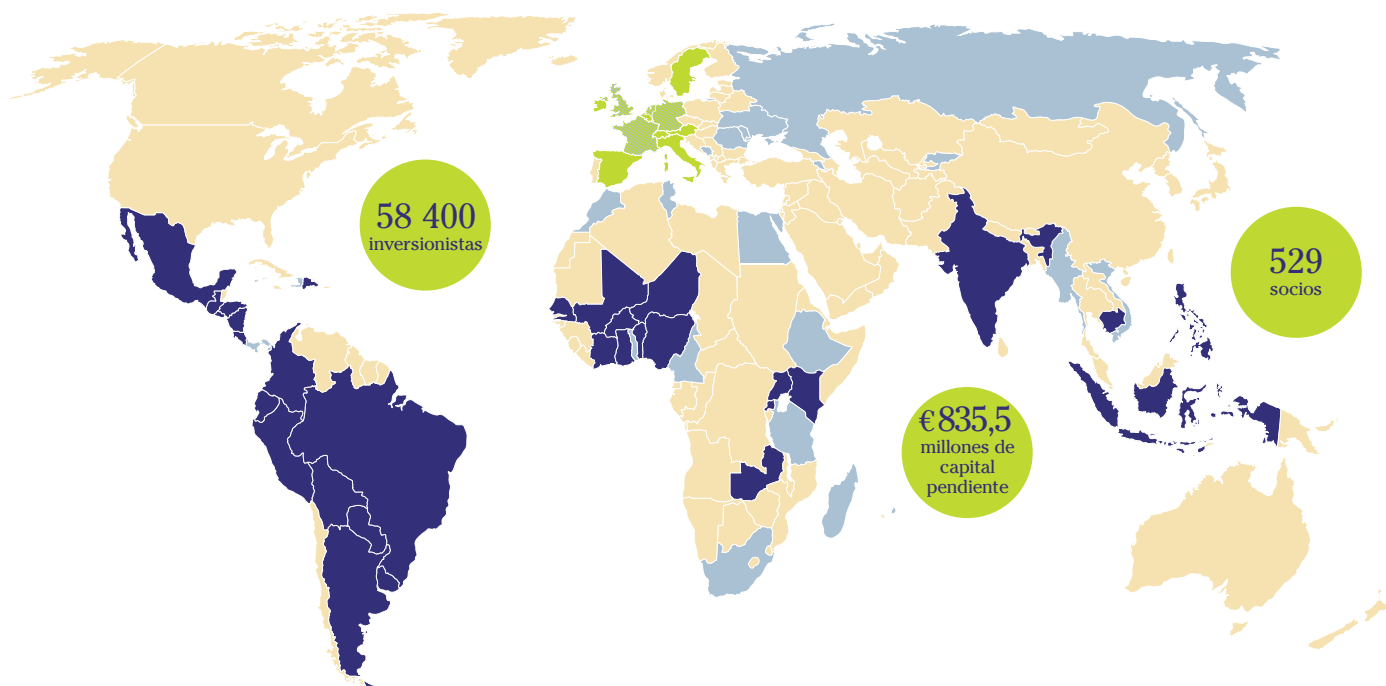 58 400
inversionistas
529
socios
€835,5
millones de
capital
pendiente